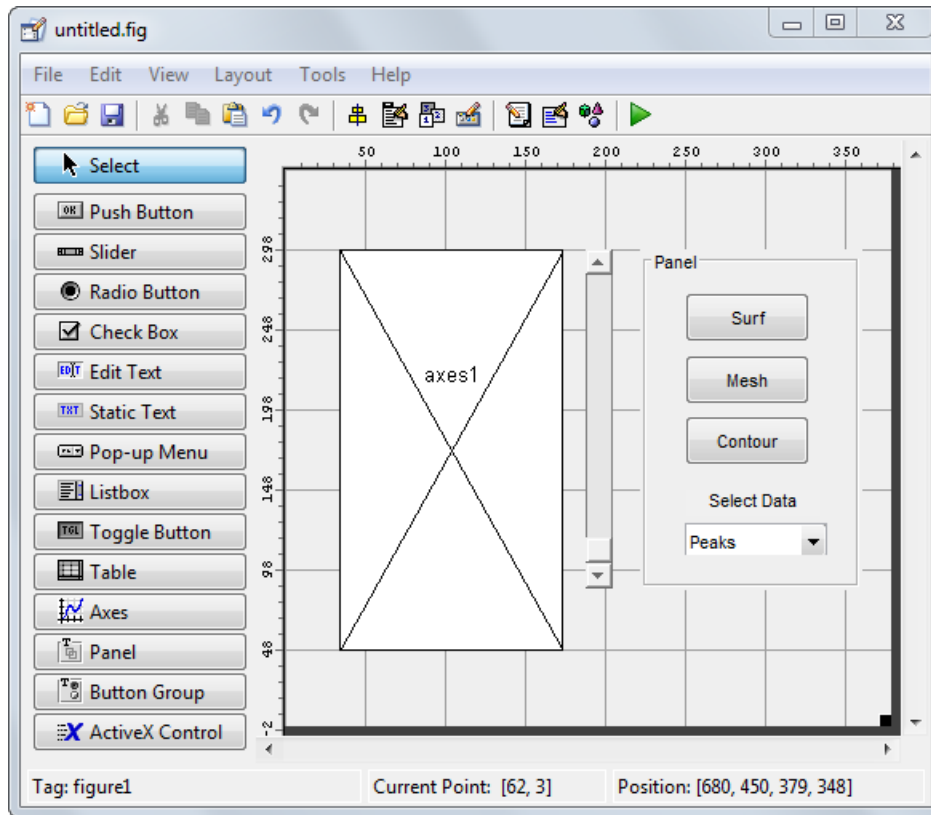 untitled.fig
File Edit View Layout Tools Help
Select
Push Button
Slider
Radio Button
Check Box
Edit Text
Static Text
Pop-up Menu
Listbox
Toggle Button
Table
Axes
Panel
Button Group
ActiveX Control
50 100 150 200 250 300 350
298
248
198
148
98
48
-2
axes1
Panel
Surf
Mesh
Contour
Select Data
Peaks
Tag: figure1 Current Point: [62, 3] Position: [680, 450, 379, 348]